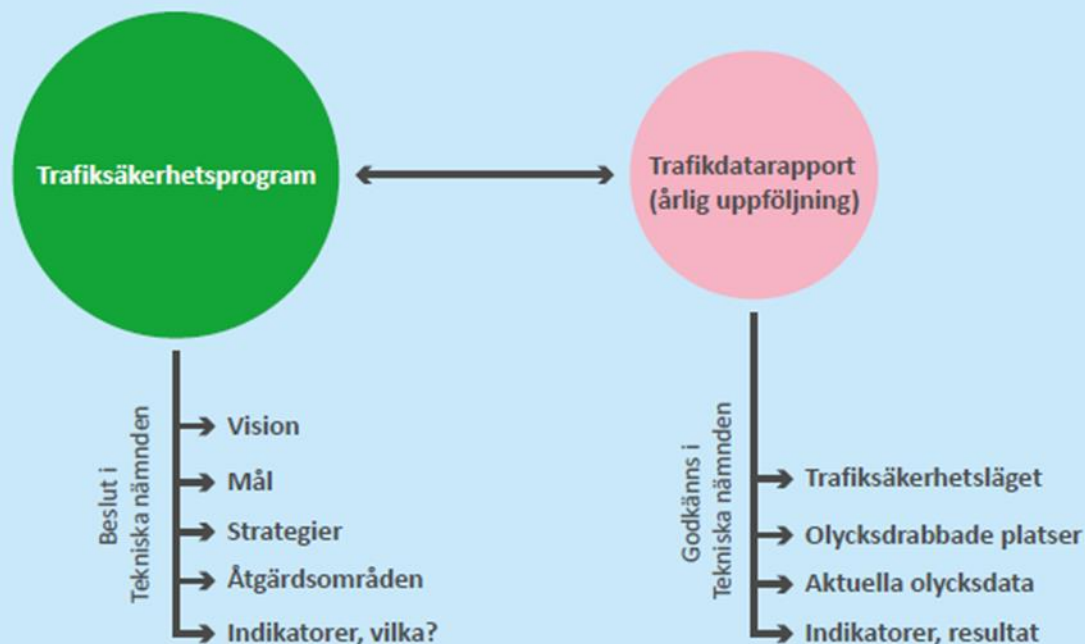 Trafiksäkerhetsprogram
Beslut i
Tekniska nämnden
Vision
Mål
Strategier
Åtgärdsområden
Indikatorer, vilka?
Trafikdatarapport
(årlig uppföljning)
Godkänns i
Tekniska nämnden
Trafiksäkerhetsläget
Olycksdrabbade platser
Aktuella olycksdata
Indikatorer, resultat